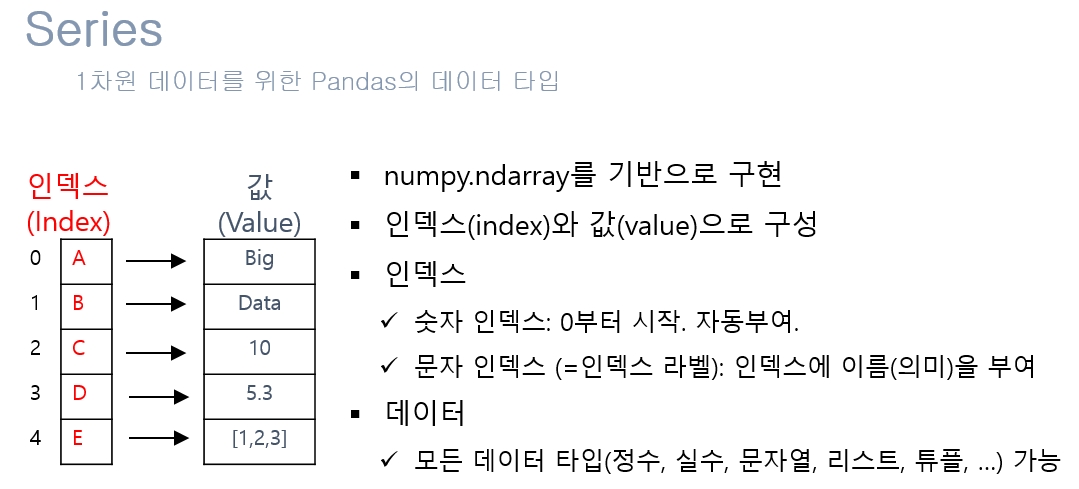 Series
1차원 데이터를 위한 Pandas의 데이터 타입
인덱스
(Index)
값
(Value)
0 A Big
1 B Data
2 C 10
3 D 5.3
4 E [1,2,3]
▪ numpy.ndarray를 기반으로 구현
▪ 인덱스(index)와 값(value)으로 구성
▪ 인덱스
✓ 숫자 인덱스: 0부터 시작. 자동부여.
✓ 문자 인덱스 (=인덱스 라벨): 인덱스에 이름(의미)을 부여
▪ 데이터
✓ 모든 데이터 타입(정수, 실수, 문자열, 리스트, 튜플, ...) 가능